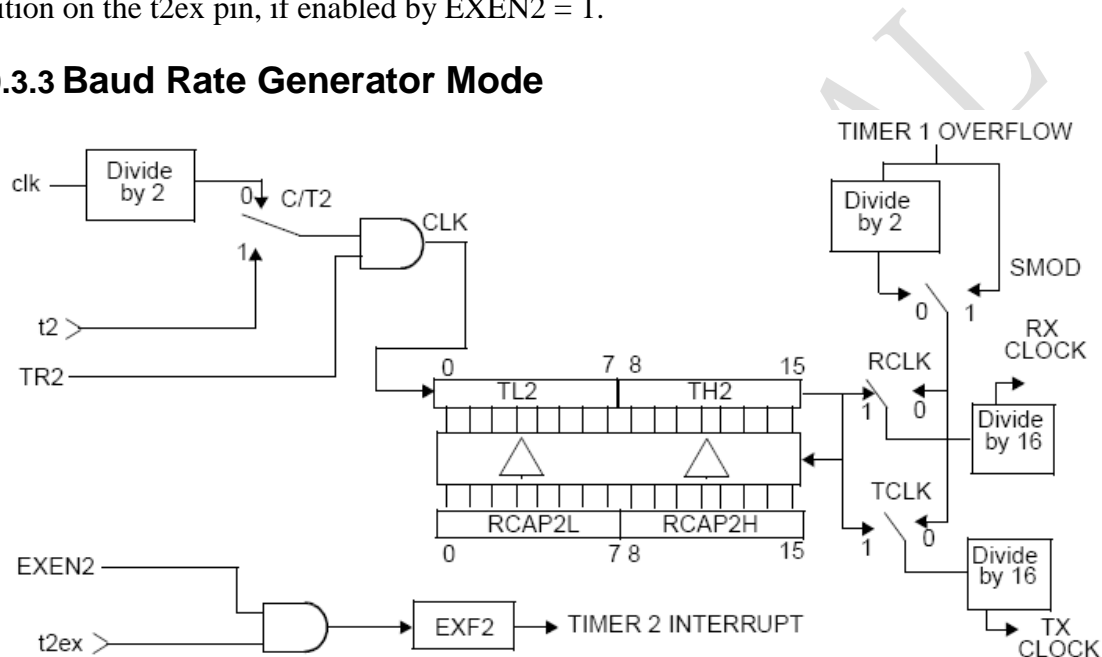 ition on the t2ex pin, if enabled by EXEN2 = 1.
.3.3 Baud Rate Generator Mode
TIMER 1 OVERFLOW
clk
Divide
by 2
0
C/T2
1
CLK
t2
TR2
Divide
by 2
SMOD
0
1
RX
CLOCK
RCLK
1
0
Divide
by 16
0
7 8
15
TL2
TH2
RCAP2L
RCAP2H
0
7 8
15
TCLK
1
0
Divide
by 16
TX
CLOCK
EXEN2
t2ex
EXF2
TIMER 2 INTERRUPT